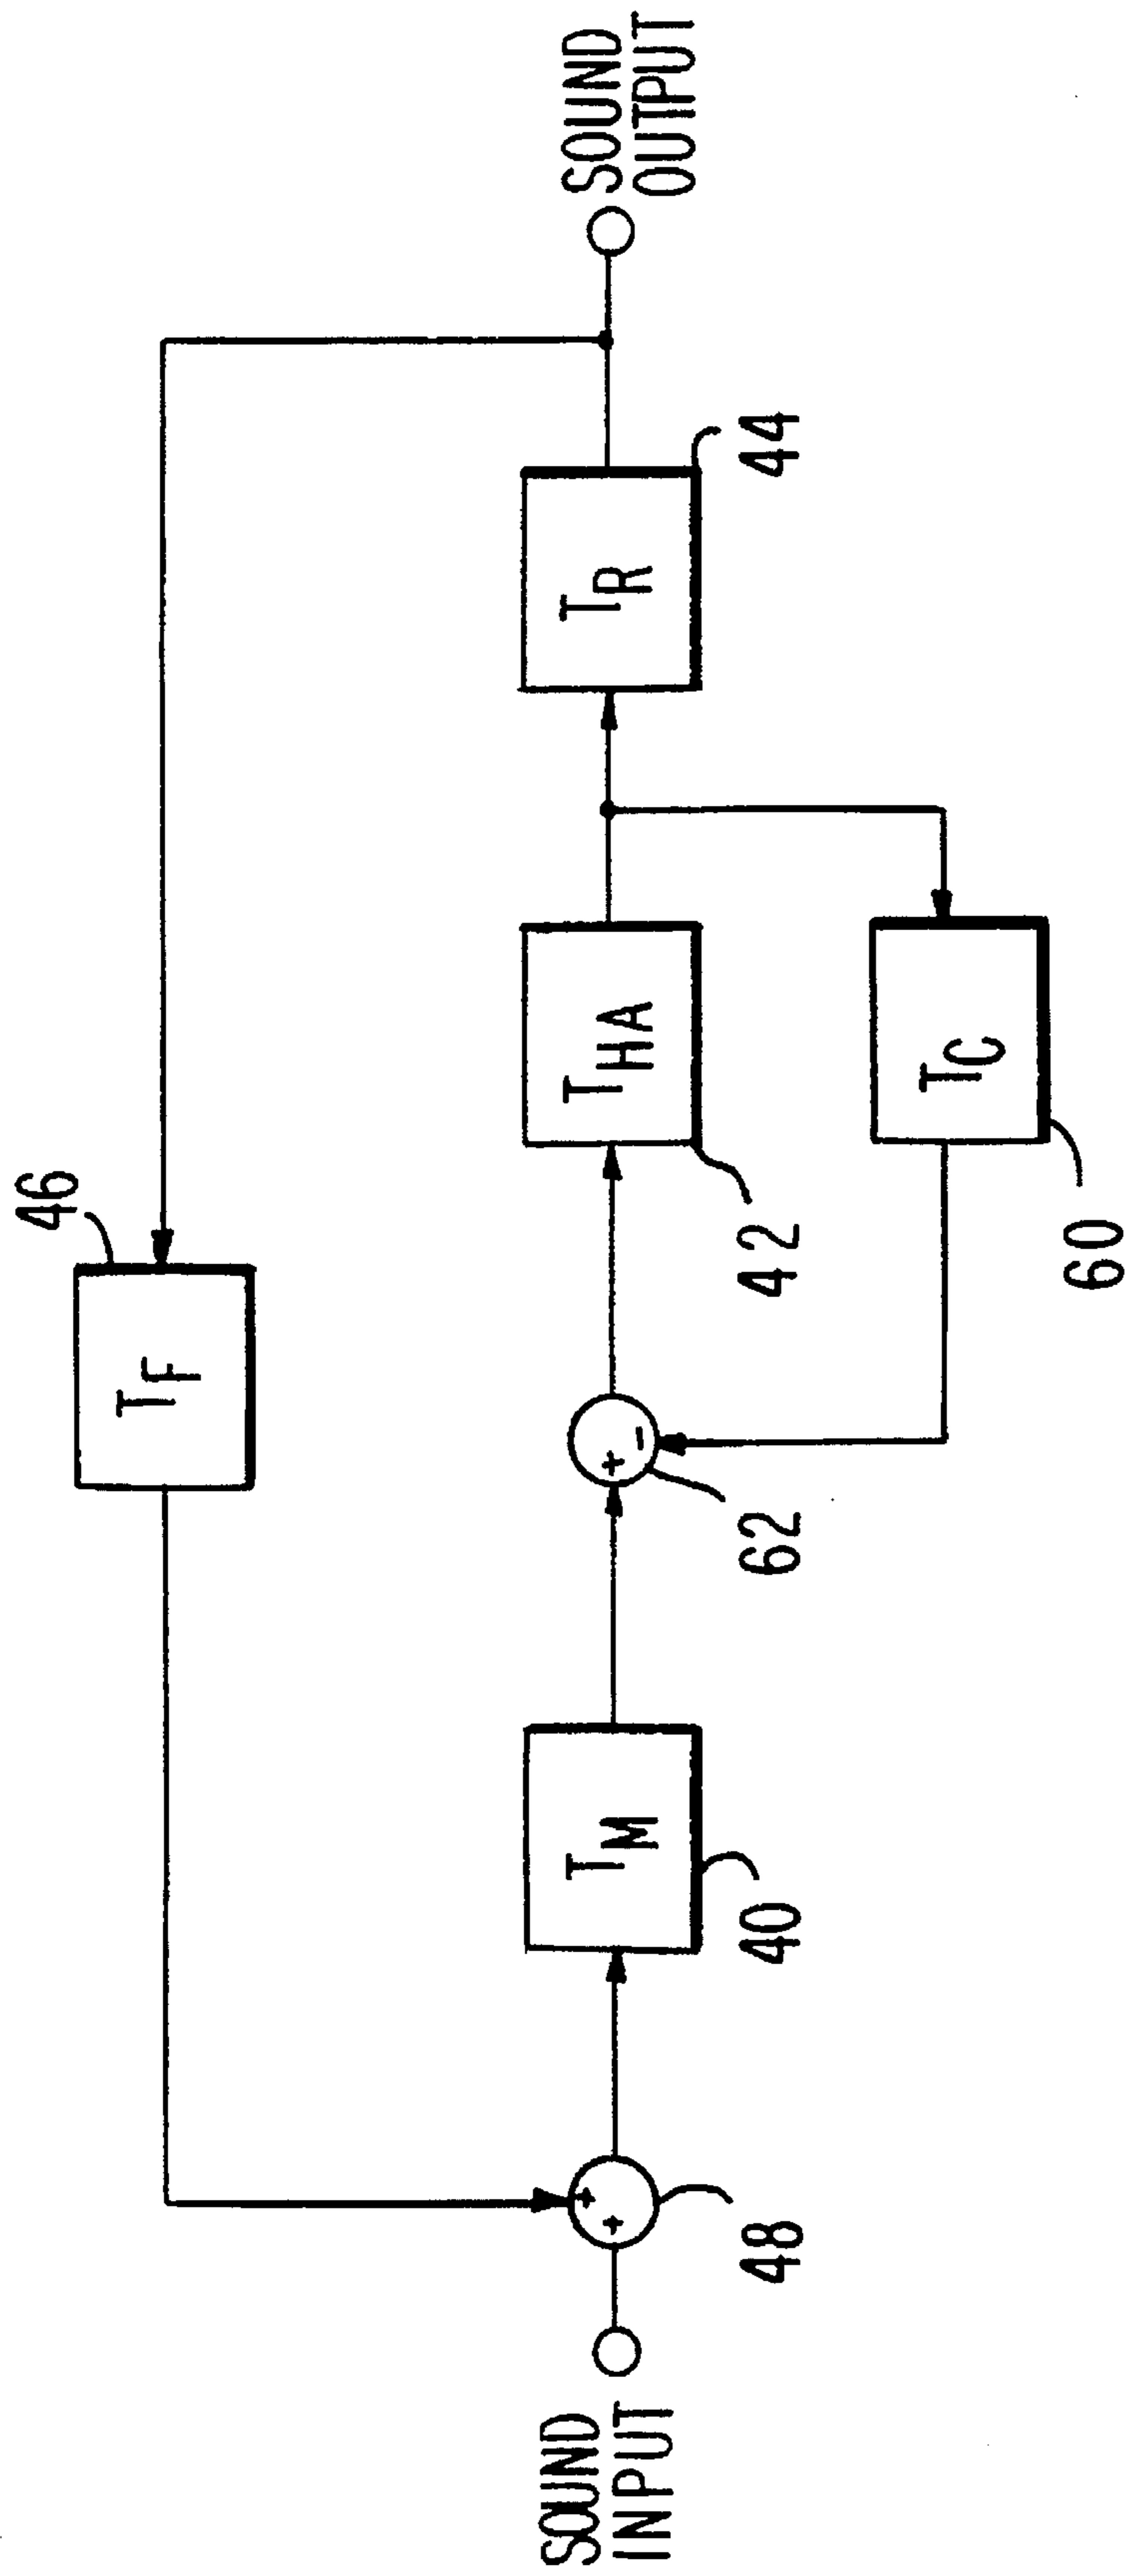 46
T_F
SOUND
INPUT
+
+
48
T_M
40
+
-
62
T_HA
42
T_C
60
T_R
44
SOUND
OUTPUT